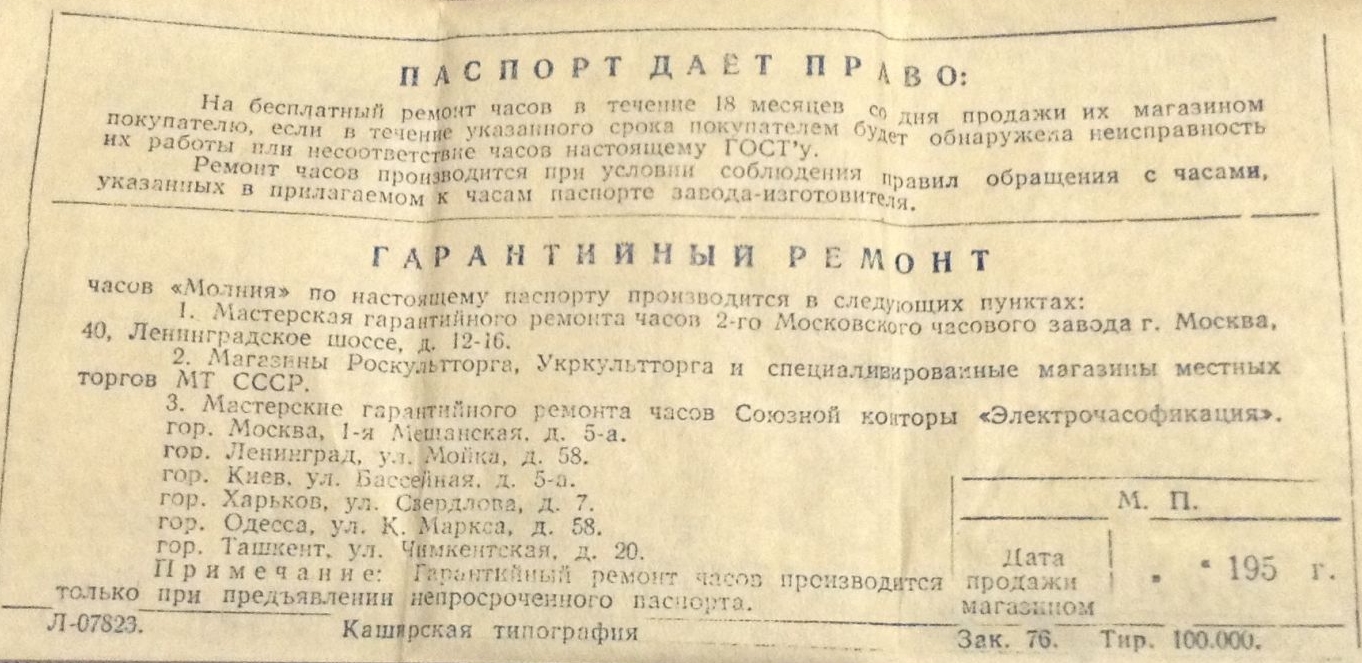 ПАСПОРТ ДАЕТ ПРАВО:
На бесплатный ремонт часов в течение 18 месяцев со дня продажи их магазином
покупателю, если в течение указанного срока покупателем будет обнаружена неисправность
их работы или несоответствие часов настоящему ГОСТ'у.
Ремонт часов производится при условии соблюдения правил обращения с часами,
указанных в прилагаемом к часам паспорте завода-изготовителя.
ГАРАНТИЙНЫЙ РЕМОНТ
часов «Молния» по настоящему паспорту производится в следующих пунктах:
1. Мастерская гарантийного ремонта часов 2-го Московского часового завода г. Москва,
40, Ленинградское шоссе, д. 12-16.
2. Магазины Роскультторга, Укркультторга и специализированные магазины местных
торгов МТ СССР.
3. Мастерские гарантийного ремонта часов Союзной конторы «Электрочасофикация».
гор. Москва, 1-я Мещанская, д. 5-а.
гор. Ленинград, ул. Мойка, д. 58.
гор. Киев, ул. Бассейная, д. 5-а.
гор. Харьков, ул. Свердлова, д. 7.
гор. Одесса, ул. К. Маркса, д. 58.
гор. Ташкент, ул. Чимкентская, д. 20.
Примечание: Гарантийный ремонт часов производится
только при предъявлении непросроченного паспорта.
М. П.
Дата
продажи
магазином
" " 195 г.
Л-07823. Каширская типография Зак. 76. Тир. 100.000.